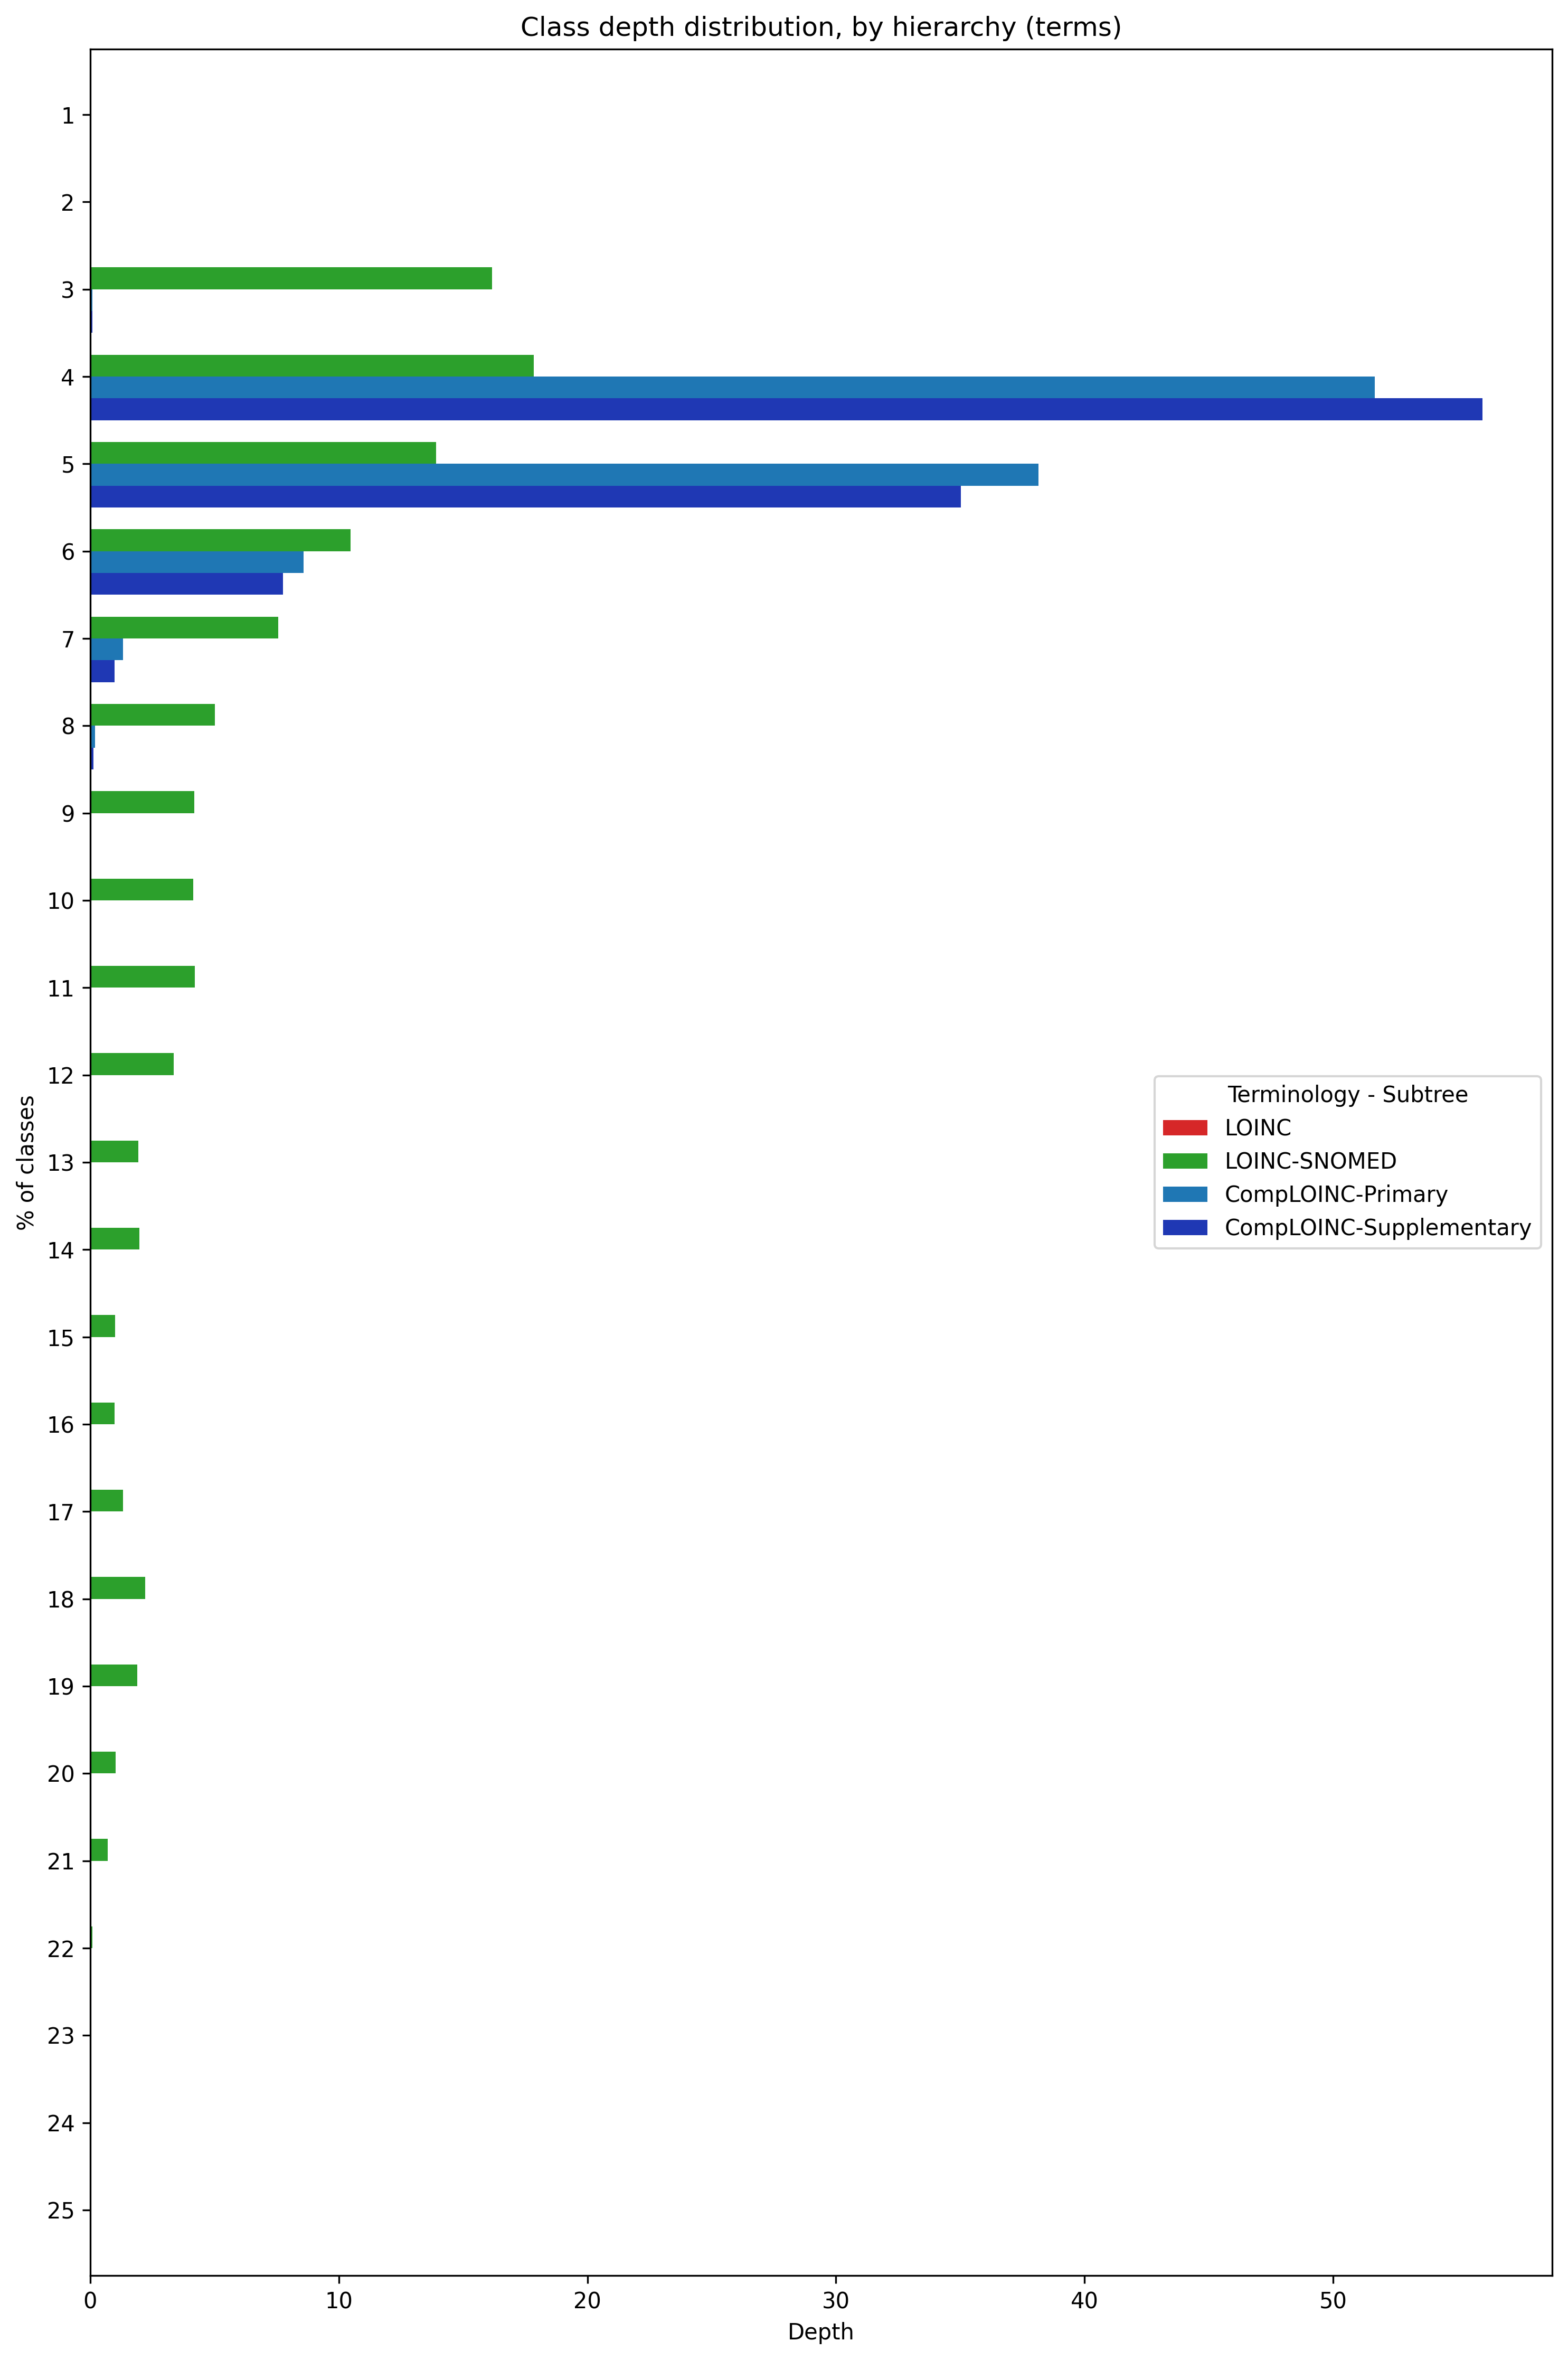 Class depth distribution, by hierarchy (terms)
1
2
3
4
5
6
7
8
9
10
11
12
13
14
15
16
17
18
19
20
21
22
23
24
25
% of classes
Terminology - Subtree
LOINC
LOINC-SNOMED
CompLOINC-Primary
CompLOINC-Supplementary
0 10 20 30 40 50
Depth